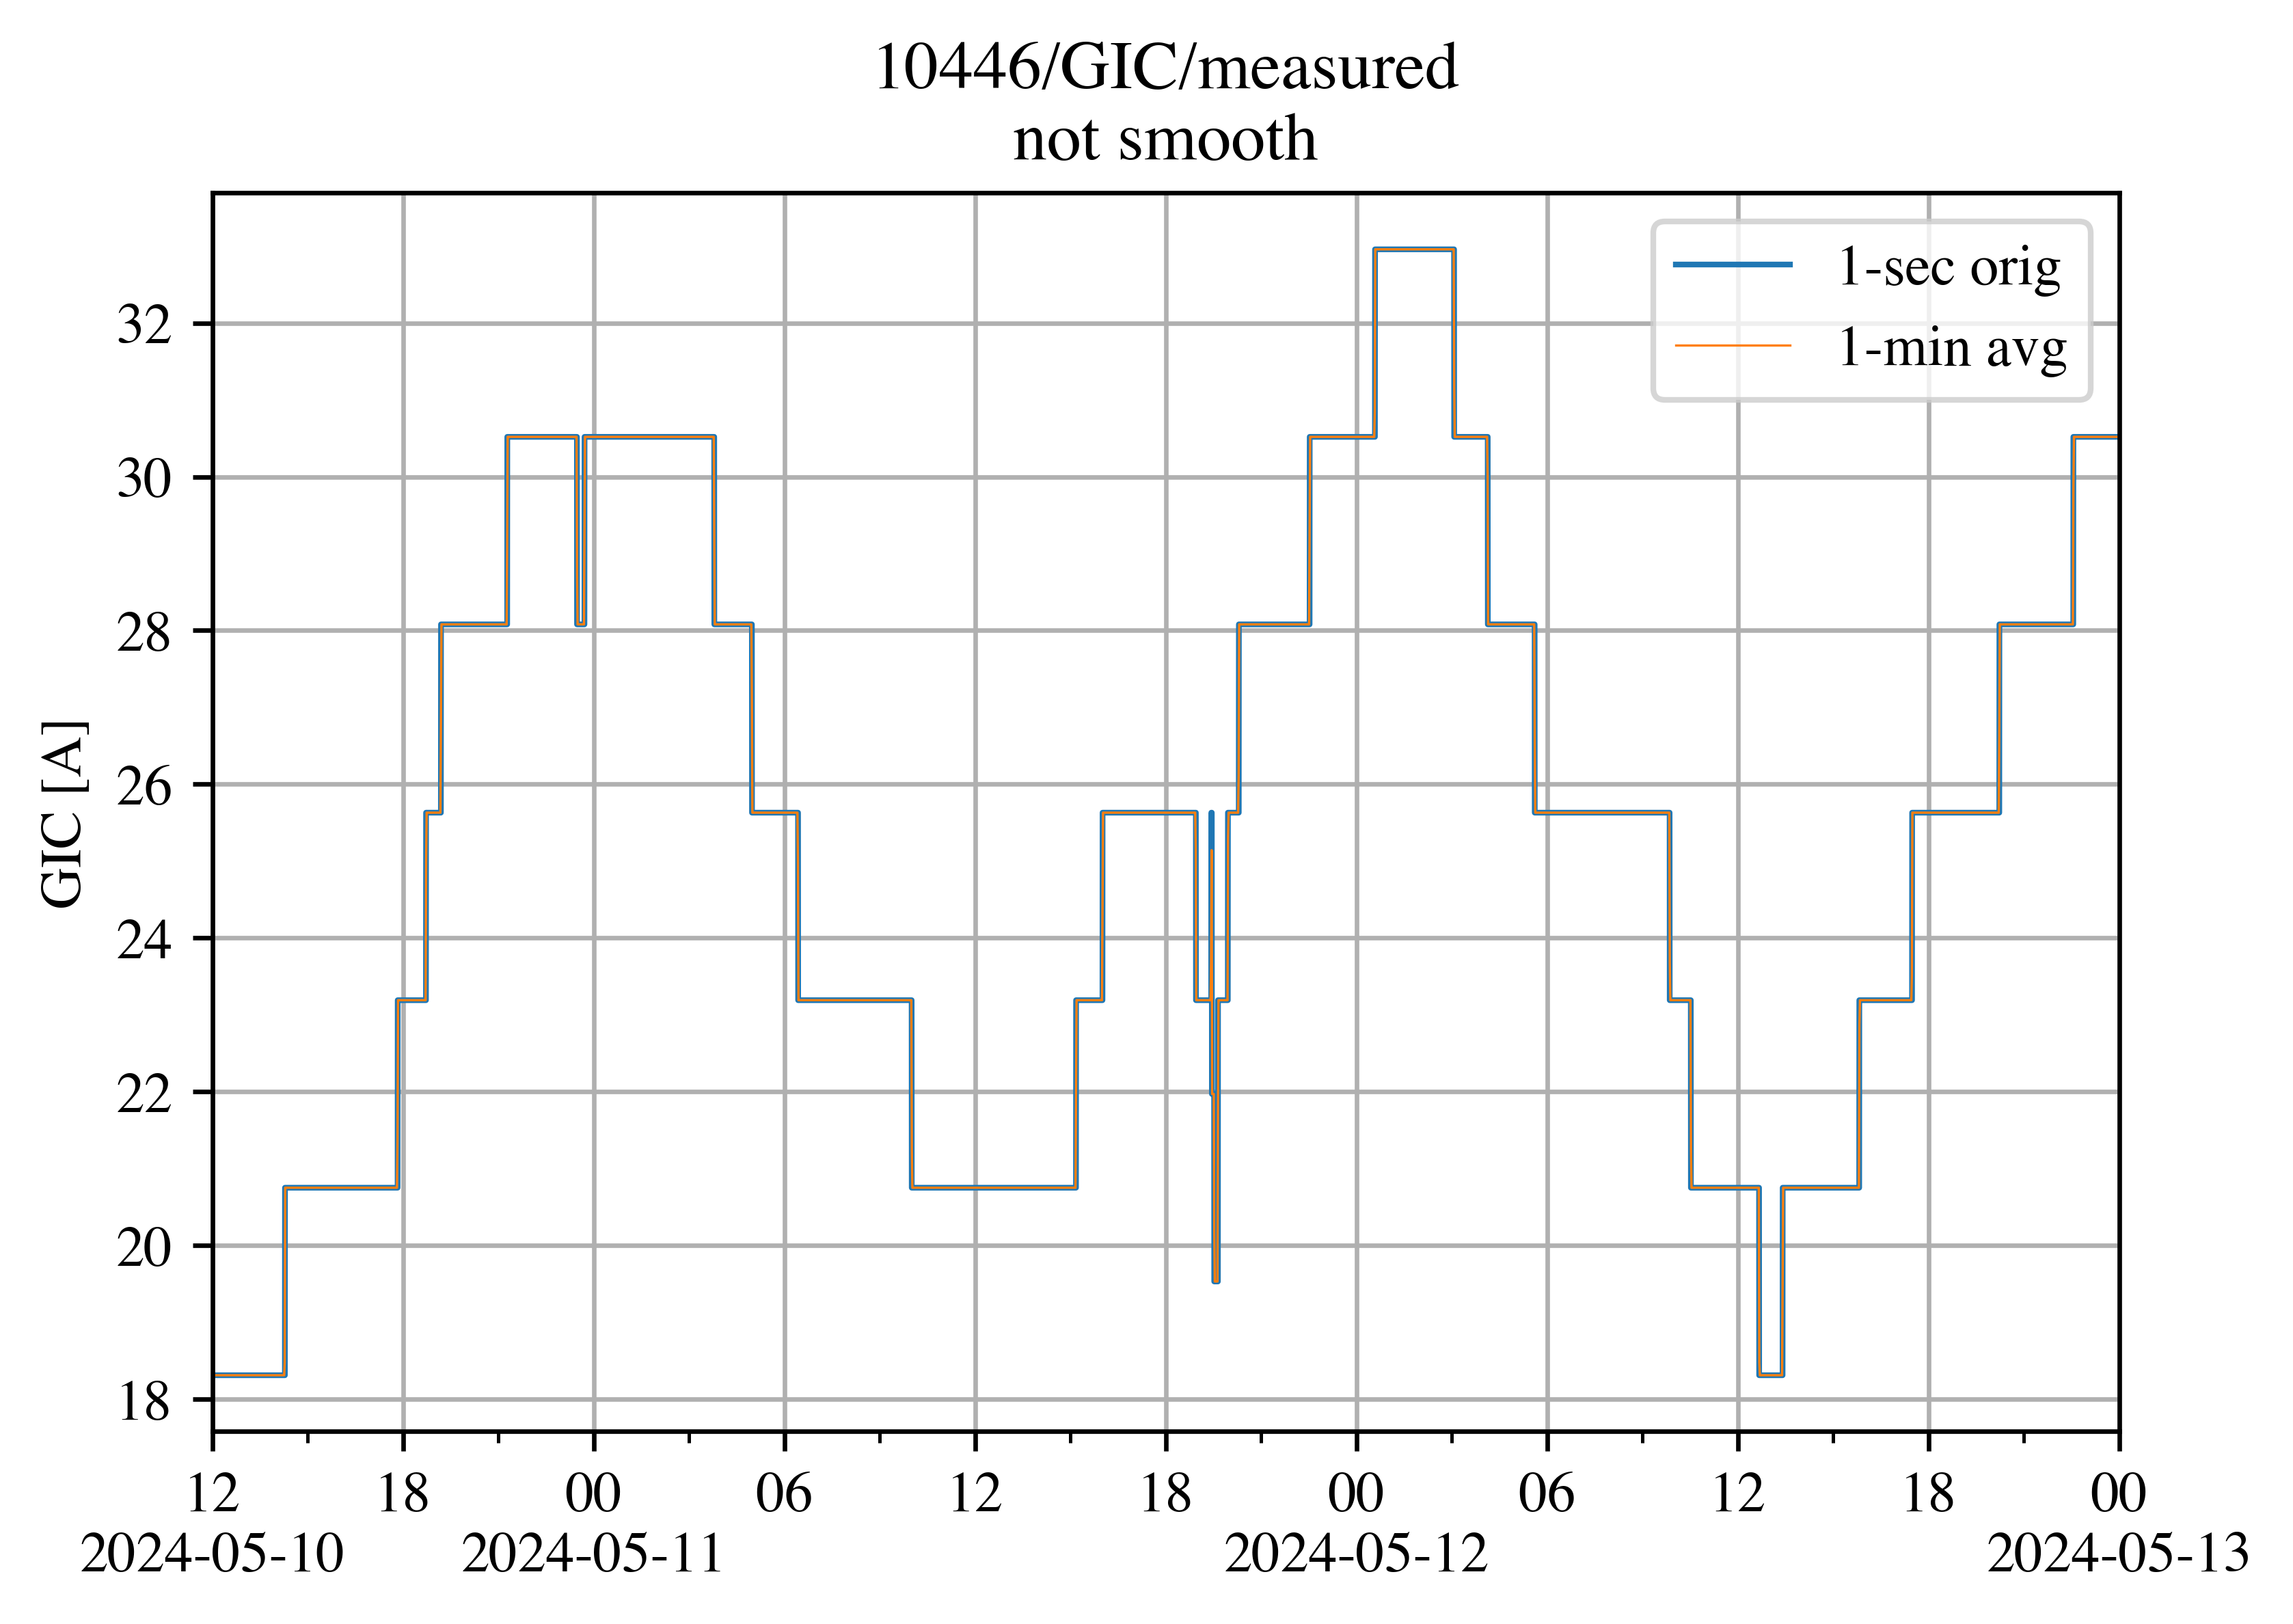 10446/GIC/measured
not smooth
1-sec orig
1-min avg
GIC [A]
32
30
28
26
24
22
20
18
12 18 00 06 12 18 00 06 12 18 00
2024-05-10 2024-05-11 2024-05-12 2024-05-13